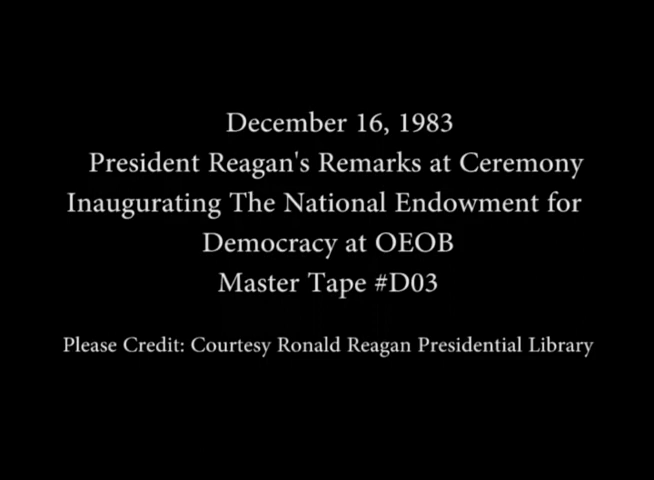 December 16, 1983
President Reagan's Remarks at Ceremony
Inaugurating The National Endowment for
Democracy at OEOB
Master Tape #D03
Please Credit: Courtesy Ronald Reagan Presidential Library